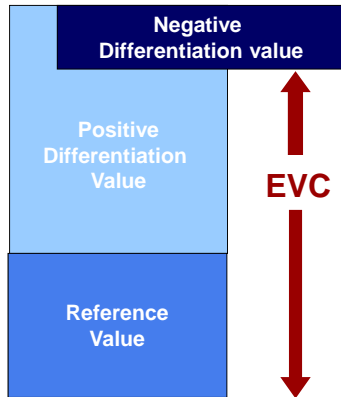 Negative
Differentiation value
Positive
Differentiation
Value
EVC
Reference
Value